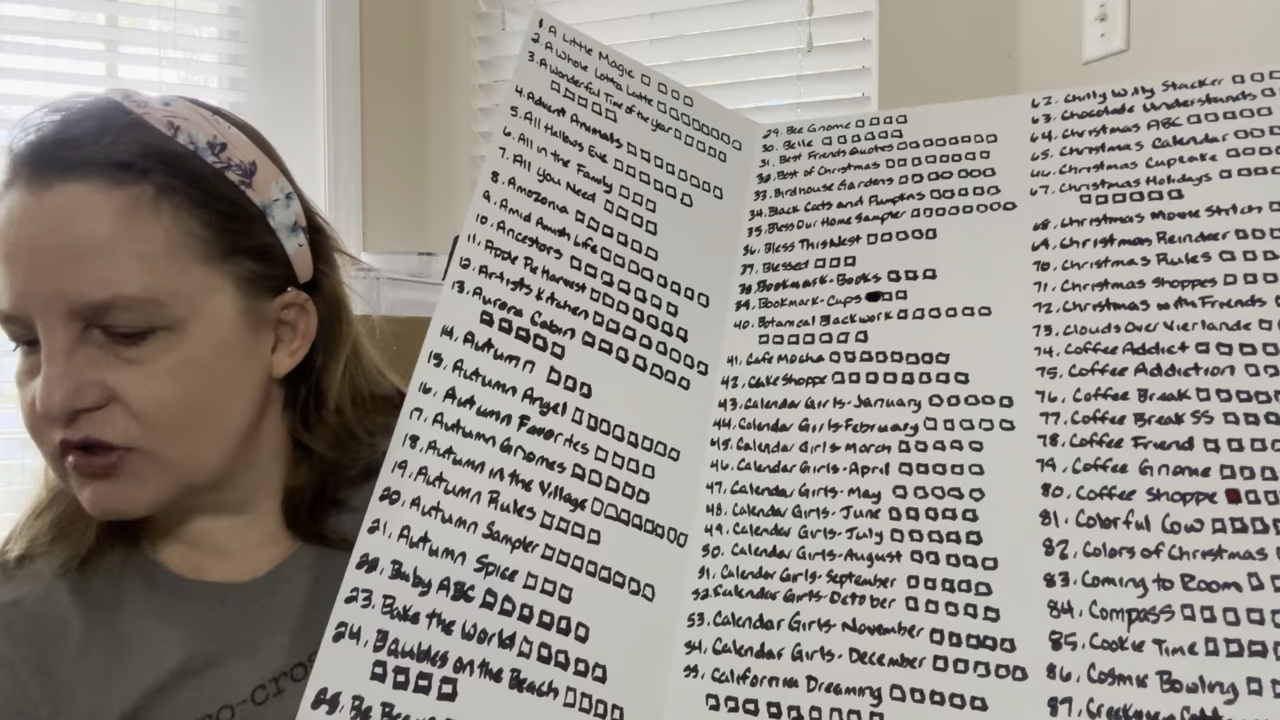 1. A Little Magic
2. A Whole Lotta Latte
3. A Wonderful Time of the year
4. Advent Animals
5. All Hallows Eve
6. All in the Family
7. All you Need
8. Amazonia
9. Amid Amish Life
10. Ancestors
11. Apple Pie Harvest
12. Artists Kitchen
13. Aurora Cabin
14. Autumn
15. Autumn Angel
16. Autumn Favorites
17. Autumn Gnomes
18. Autumn in the Village
19. Autumn Rules
20. Autumn Sampler
21. Autumn Spice
22. Baby ABC
23. Bake the World
24. Baubles on the Beach
25. Be
29. Bee Gnome
30. Belle
31. Best Friends Quotes
32. Best of Christmas
33. Birdhouse Gardens
34. Black Cats and Pumpkins
35. Bless Our Home Sampler
36. Bless This Nest
37. Blessed
38. Bookmark-Books
39. Bookmark-Cups
40. Botanical Blackwork
41. Cafe Mocha
42. Cake Shoppe
43. Calendar Girls-January
44. Calendar Girls-February
45. Calendar Girls-March
46. Calendar Girls-April
47. Calendar Girls-May
48. Calendar Girls-June
49. Calendar Girls-July
50. Calendar Girls-August
51. Calendar Girls-September
52. Calendar Girls-October
53. Calendar Girls-November
54. Calendar Girls-December
55. California Dreaming
62. Chilly Willy Stacker
63. Chocolate Understands
64. Christmas ABC
65. Christmas Calendar
66. Christmas Cupcake
67. Christmas Holidays
68. Christmas Movie Stitch
69. Christmas Reindeer
70. Christmas Rules
71. Christmas Shoppes
72. Christmas with Friends
73. Clouds Over Vierlande
74. Coffee Addict
75. Coffee Addiction
76. Coffee Break
77. Coffee Break SS
78. Coffee Friend
79. Coffee Gnome
80. Coffee Shoppe
81. Colorful Cow
82. Colors of Christmas
83. Coming to Room
84. Compass
85. Cookie Time
86. Cosmic Bowling
87.
o-cros